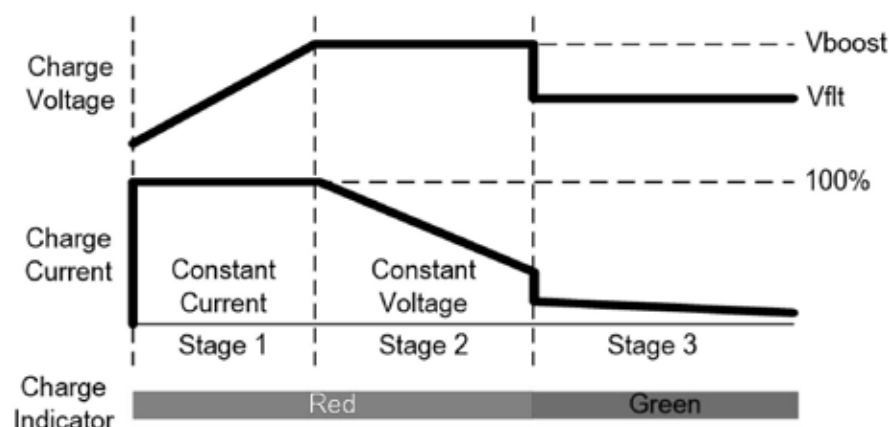 Charge
Voltage
Vboost
Vflt
100%
Charge
Current
Constant
Current
Constant
Voltage
Stage 1
Stage 2
Stage 3
Charge
Indicator
Red
Green